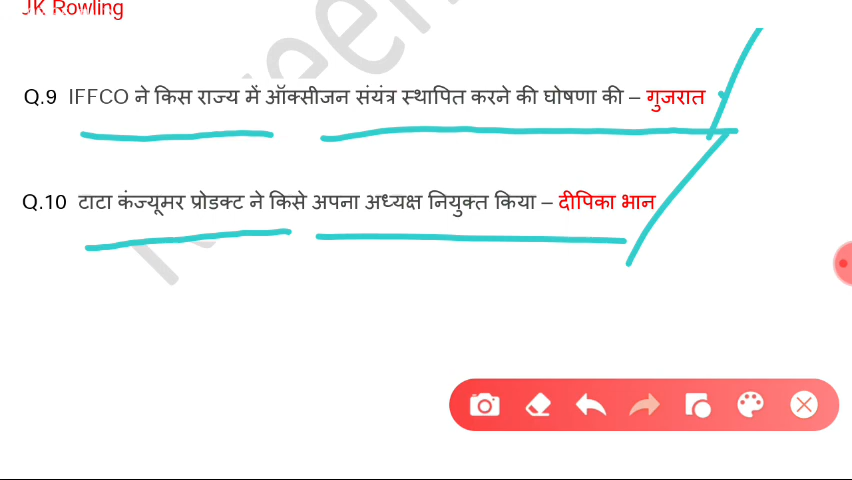 JK Rowling
Q.9 IFFCO ने किस राज्य में ऑक्सीजन संयंत्र स्थापित करने की घोषणा की – गुजरात
Q.10 टाटा कंज्यूमर प्रोडक्ट ने किसे अपना अध्यक्ष नियुक्त किया – दीपिका भान